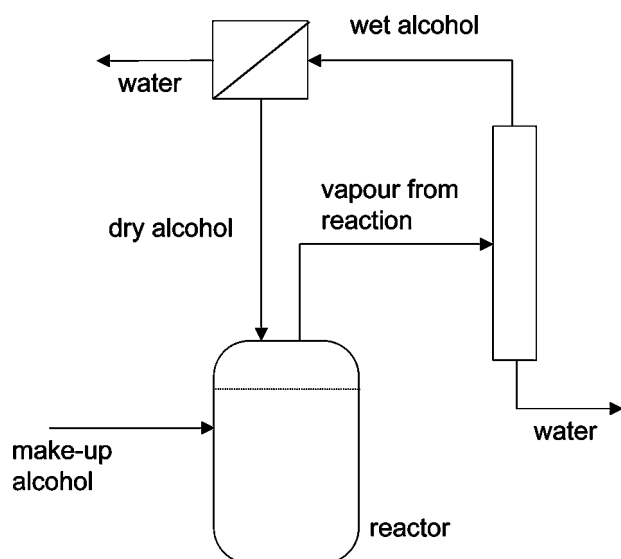 wet alcohol
water
vapour from
reaction
dry alcohol
water
make-up
alcohol
reactor